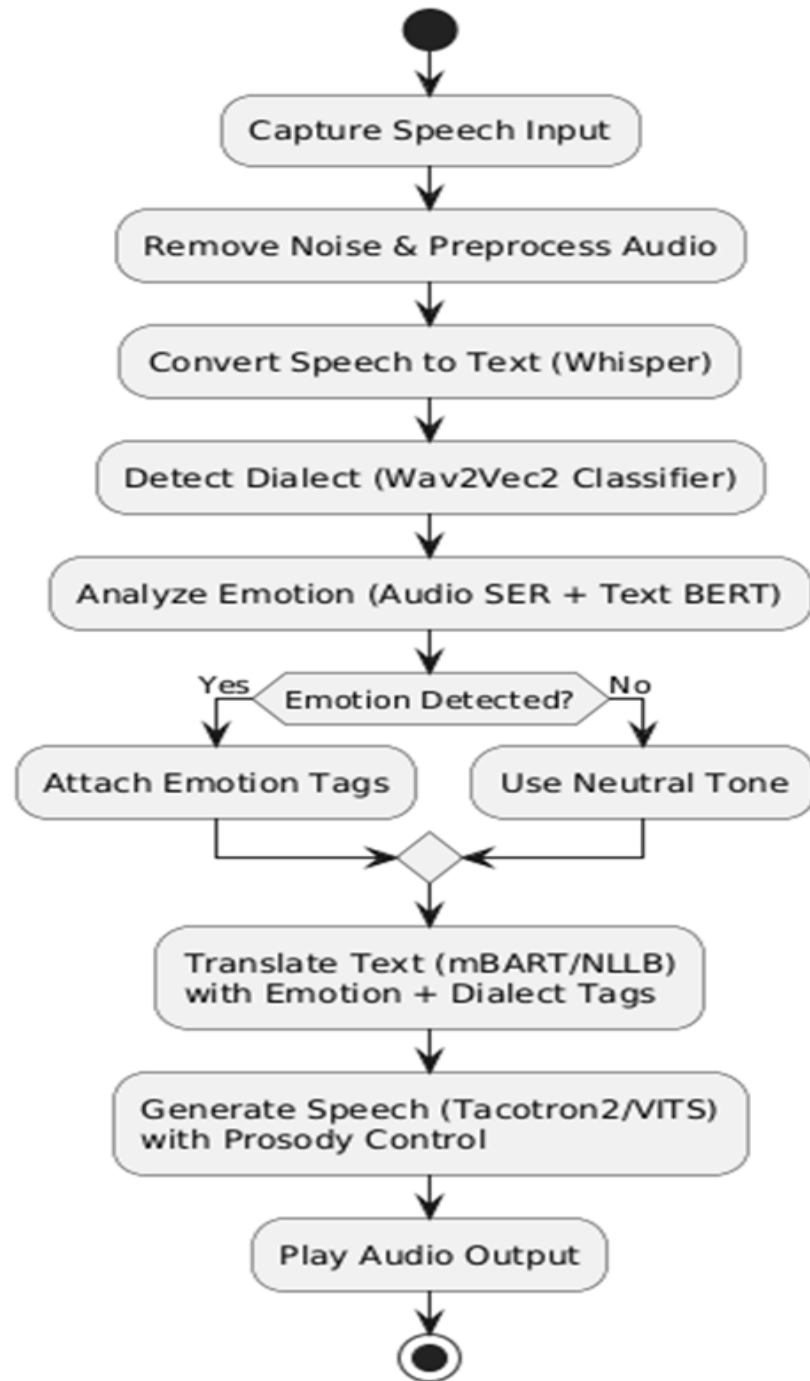 Capture Speech Input
Remove Noise & Preprocess Audio
Convert Speech to Text (Whisper)
Detect Dialect (Wav2Vec2 Classifier)
Analyze Emotion (Audio SER + Text BERT)
Yes
Emotion Detected?
No
Attach Emotion Tags
Use Neutral Tone
Translate Text (mBART/NLLB)
with Emotion + Dialect Tags
Generate Speech (Tacotron2/VITS)
with Prosody Control
Play Audio Output